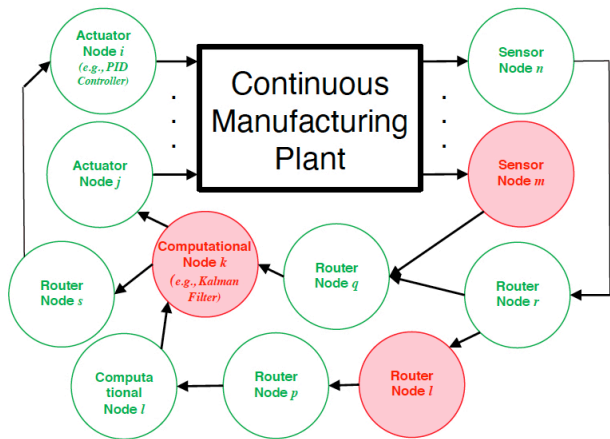 Actuator
Node i
(e.g., PID
Controller)
Continuous
Manufacturing
Plant
Sensor
Node n
Actuator
Node j
Sensor
Node m
Computational
Node k
(e.g., Kalman
Filter)
Router
Node s
Router
Node q
Router
Node r
Computa
tional
Node l
Router
Node p
Router
Node l